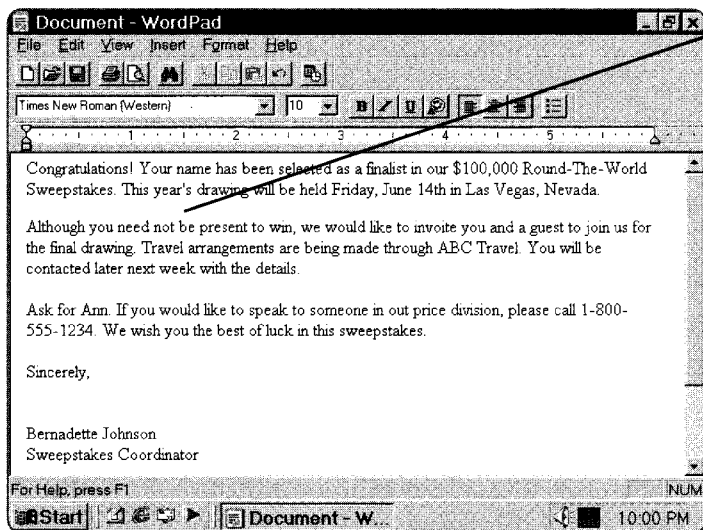 Document - WordPad
File Edit View Insert Format Help
Times New Roman (Western) 10 B / U
1 2 3 4 5
Congratulations! Your name has been selected as a finalist in our $100,000 Round-The-World
Sweepstakes. This year's drawing will be held Friday, June 14th in Las Vegas, Nevada.
Although you need not be present to win, we would like to invoite you and a guest to join us for
the final drawing. Travel arrangements are being made through ABC Travel. You will be
contacted later next week with the details.
Ask for Ann. If you would like to speak to someone in out price division, please call 1-800-
555-1234. We wish you the best of luck in this sweepstakes.
Sincerely,
Bernadette Johnson
Sweepstakes Coordinator
For Help, press F1 NUM
Start Document - W... 10:00 PM